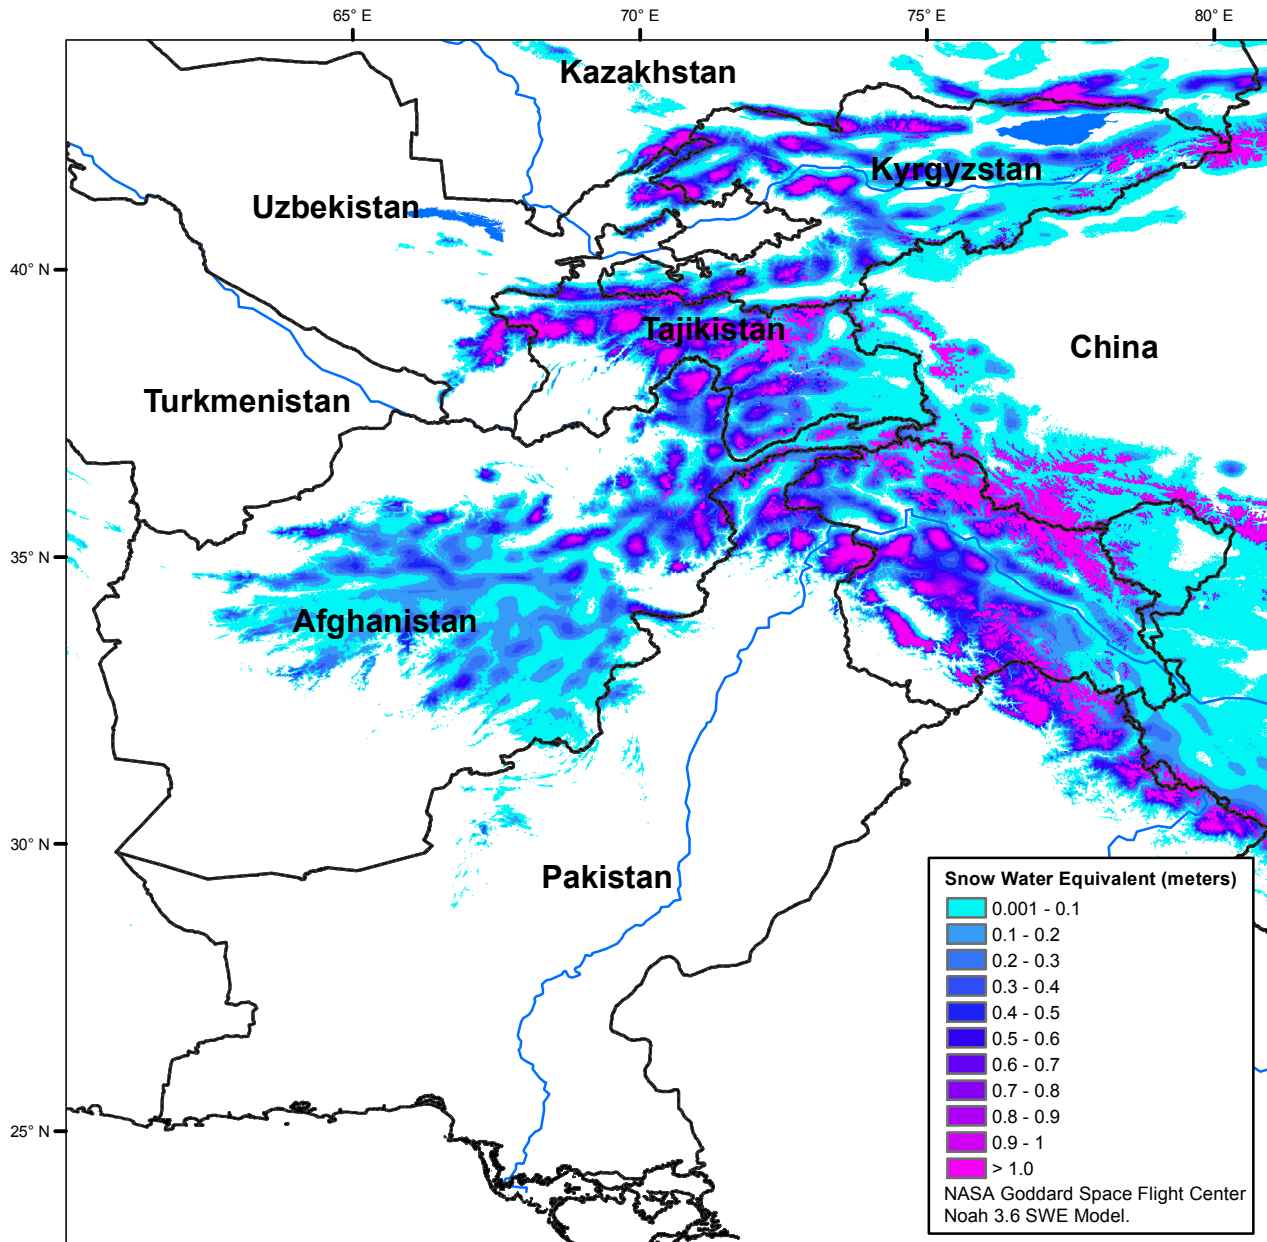 65° E
70° E
75° E
80° E
Kazakhstan
Kyrgyzstan
Uzbekistan
40° N
Tajikistan
China
Turkmenistan
35° N
Afghanistan
30° N
Pakistan
25° N
Snow Water Equivalent (meters)
0.001 - 0.1
0.1 - 0.2
0.2 - 0.3
0.3 - 0.4
0.4 - 0.5
0.5 - 0.6
0.6 - 0.7
0.7 - 0.8
0.8 - 0.9
0.9 - 1
> 1.0
NASA Goddard Space Flight Center
Noah 3.6 SWE Model.